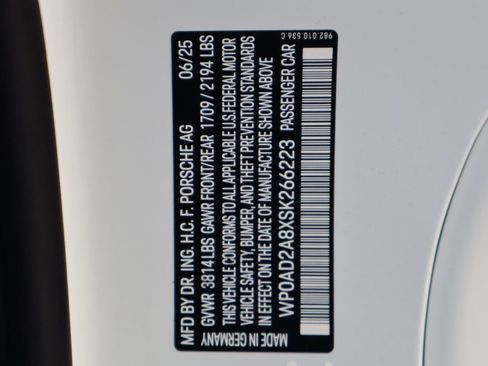 MFD BY DR. ING. H.C. F. PORSCHE AG 06/25
GVWR 3814 LBS GAWR FRONT/REAR 1709 / 2194 LBS
THIS VEHICLE CONFORMS TO ALL APPLICABLE U.S. FEDERAL MOTOR
VEHICLE SAFETY, BUMPER, AND THEFT PREVENTION STANDARDS
IN EFFECT ON THE DATE OF MANUFACTURE SHOWN ABOVE
MADE IN GERMANY
WP0AD2A8XSK266223 PASSENGER CAR
982.010.536.C